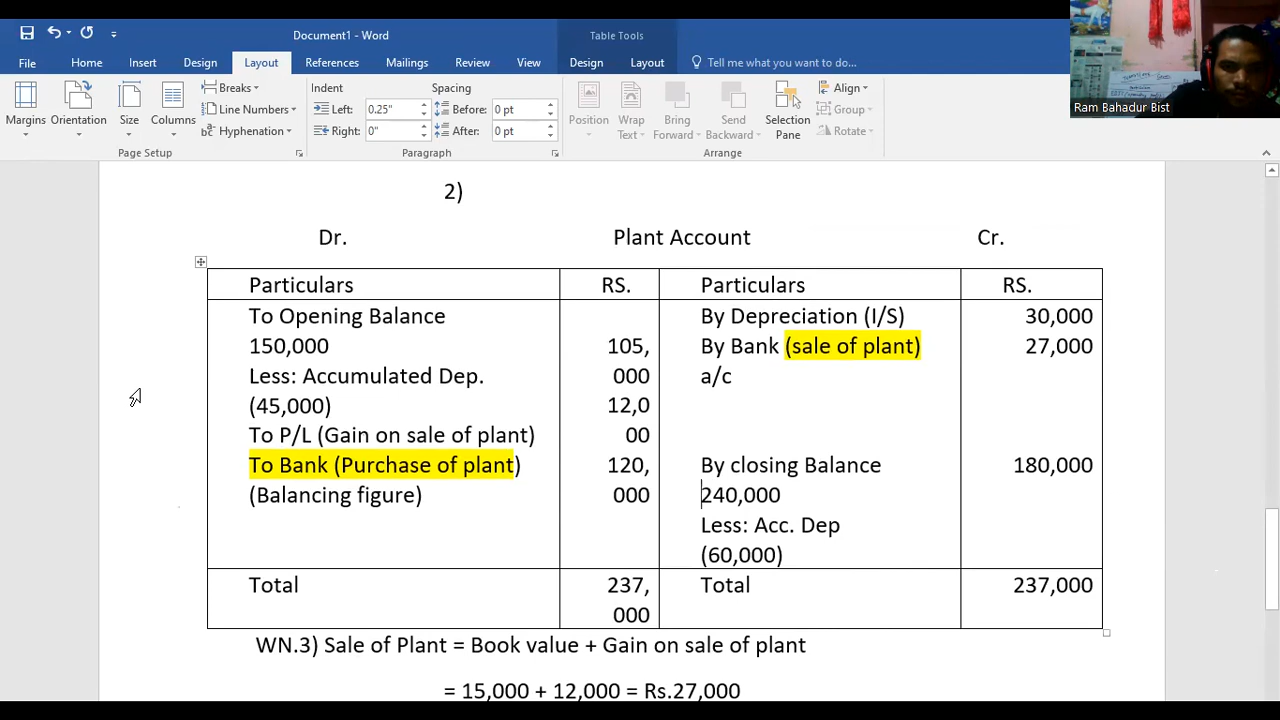 Document1 - Word
Table Tools
File Home Insert Design Layout References Mailings Review View Design Layout Tell me what you want to do...
Margins Orientation Size Columns
Breaks
Line Numbers
Hyphenation
Page Setup
Indent Spacing
Left: 0.25" Before: 0 pt
Right: 0" After: 0 pt
Paragraph
Position Wrap Text Bring Forward Send Backward Selection Pane
Align
Group
Rotate
Arrange
Ram Bahadur Bist
2)
Dr. Plant Account Cr.
Particulars RS. Particulars RS.
To Opening Balance By Depreciation (I/S) 30,000
150,000 105, By Bank (sale of plant) 27,000
Less: Accumulated Dep. 000 a/c
(45,000) 12,0
To P/L (Gain on sale of plant) 00
To Bank (Purchase of plant) 120, By closing Balance 180,000
(Balancing figure) 000 240,000
Less: Acc. Dep
(60,000)
Total 237, Total 237,000
000
WN.3) Sale of Plant = Book value + Gain on sale of plant
= 15,000 + 12,000 = Rs.27,000